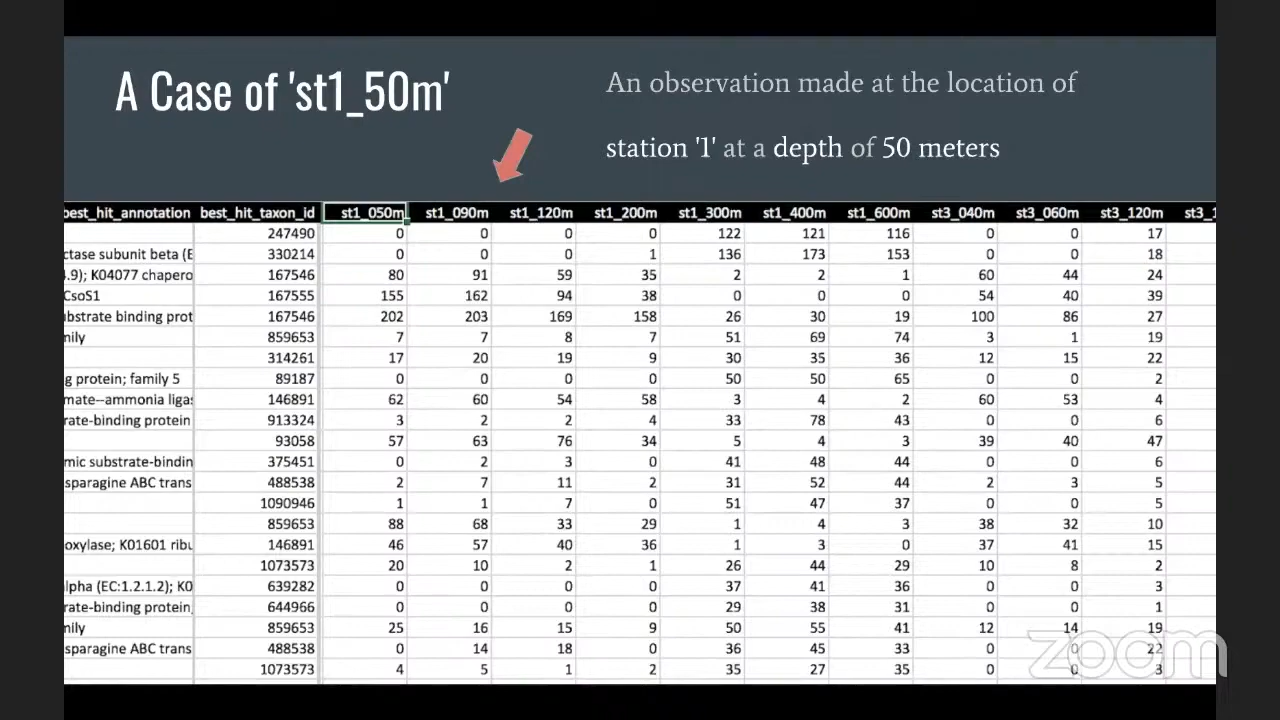 A Case of 'st1_50m'
An observation made at the location of
station '1' at a depth of 50 meters
best_hit_annotation best_hit_taxon_id st1_050m st1_090m st1_120m st1_200m st1_300m st1_400m st1_600m st3_040m st3_060m st3_120m st3_1
247490 0 0 0 0 122 121 116 0 0 17
ctase subunit beta (E 330214 0 0 0 1 136 173 153 0 0 18
4.9); K04077 chapero 167546 80 91 59 35 2 2 1 60 44 24
CsoS1 167555 155 162 94 38 0 0 0 54 40 39
ubstrate binding prot 167546 202 203 169 158 26 30 19 100 86 27
mily 859653 7 7 8 7 51 69 74 3 1 19
314261 17 20 19 9 30 35 36 12 15 22
g protein; family 5 89187 0 0 0 0 50 50 65 0 0 2
mate--ammonia ligas 146891 62 60 54 58 3 4 2 60 53 4
rate-binding protein 913324 3 2 2 4 33 78 43 0 0 6
93058 57 63 76 34 5 4 3 39 40 47
mic substrate-bindin 375451 0 2 3 0 41 48 44 0 0 6
sparagine ABC trans 488538 2 7 11 2 31 52 44 2 3 5
1090946 1 1 7 0 51 47 37 0 0 5
859653 88 68 33 29 1 4 3 38 32 10
oxylase; K01601 ribu 146891 46 57 40 36 1 3 0 37 41 15
1073573 20 10 2 1 26 44 29 10 8 2
lpha (EC:1.2.1.2); K0 639282 0 0 0 0 37 41 36 0 0 3
rate-binding protein, 644966 0 0 0 0 29 38 31 0 0 1
mily 859653 25 16 15 9 50 55 41 12 14 19
sparagine ABC trans 488538 0 14 18 0 36 45 33 0 0 22
1073573 4 5 1 2 35 27 35 0 0 3
zoom